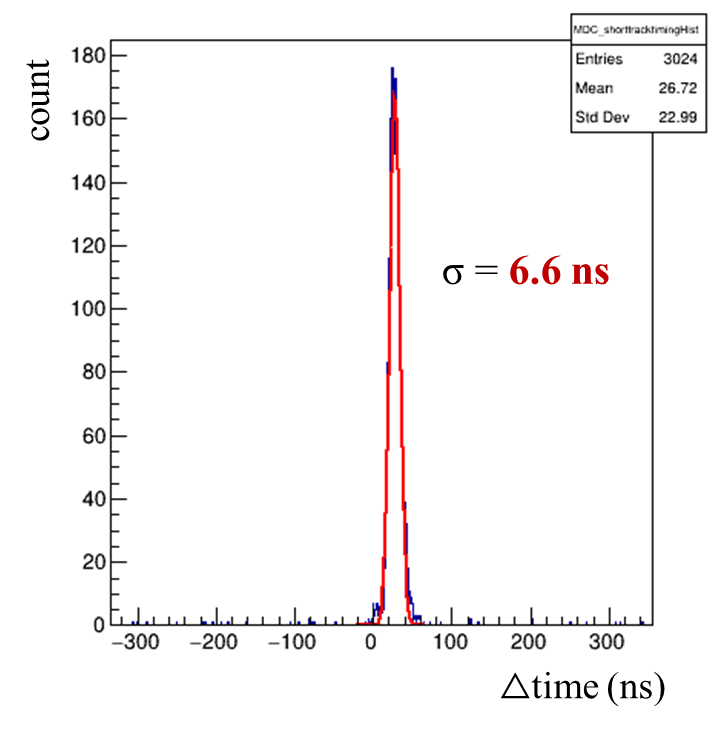 MDC_shorttracktimingHist
Entries 3024
Mean 26.72
Std Dev 22.99
count
180
160
140
120
100
80
60
40
20
0
σ = 6.6 ns
−300 −200 −100 0 100 200 300
△time (ns)